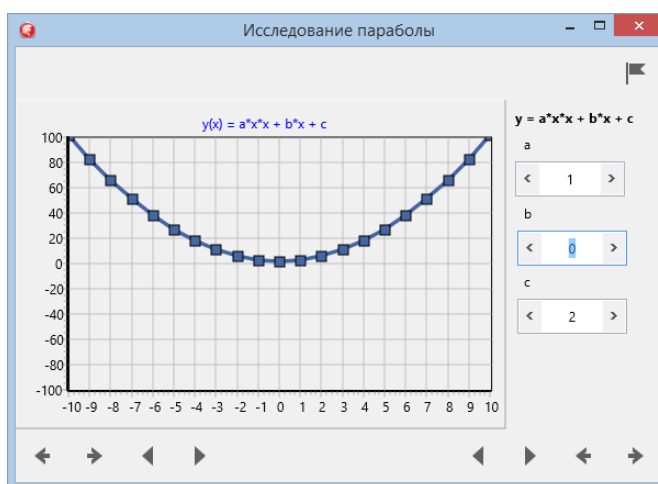 Исследование параболы
y(x) = a*x*x + b*x + c
y = a*x*x + b*x + c
a
1
b
0
c
2
100
80
60
40
20
0
-20
-40
-60
-80
-100
-10 -9 -8 -7 -6 -5 -4 -3 -2 -1 0 1 2 3 4 5 6 7 8 9 10